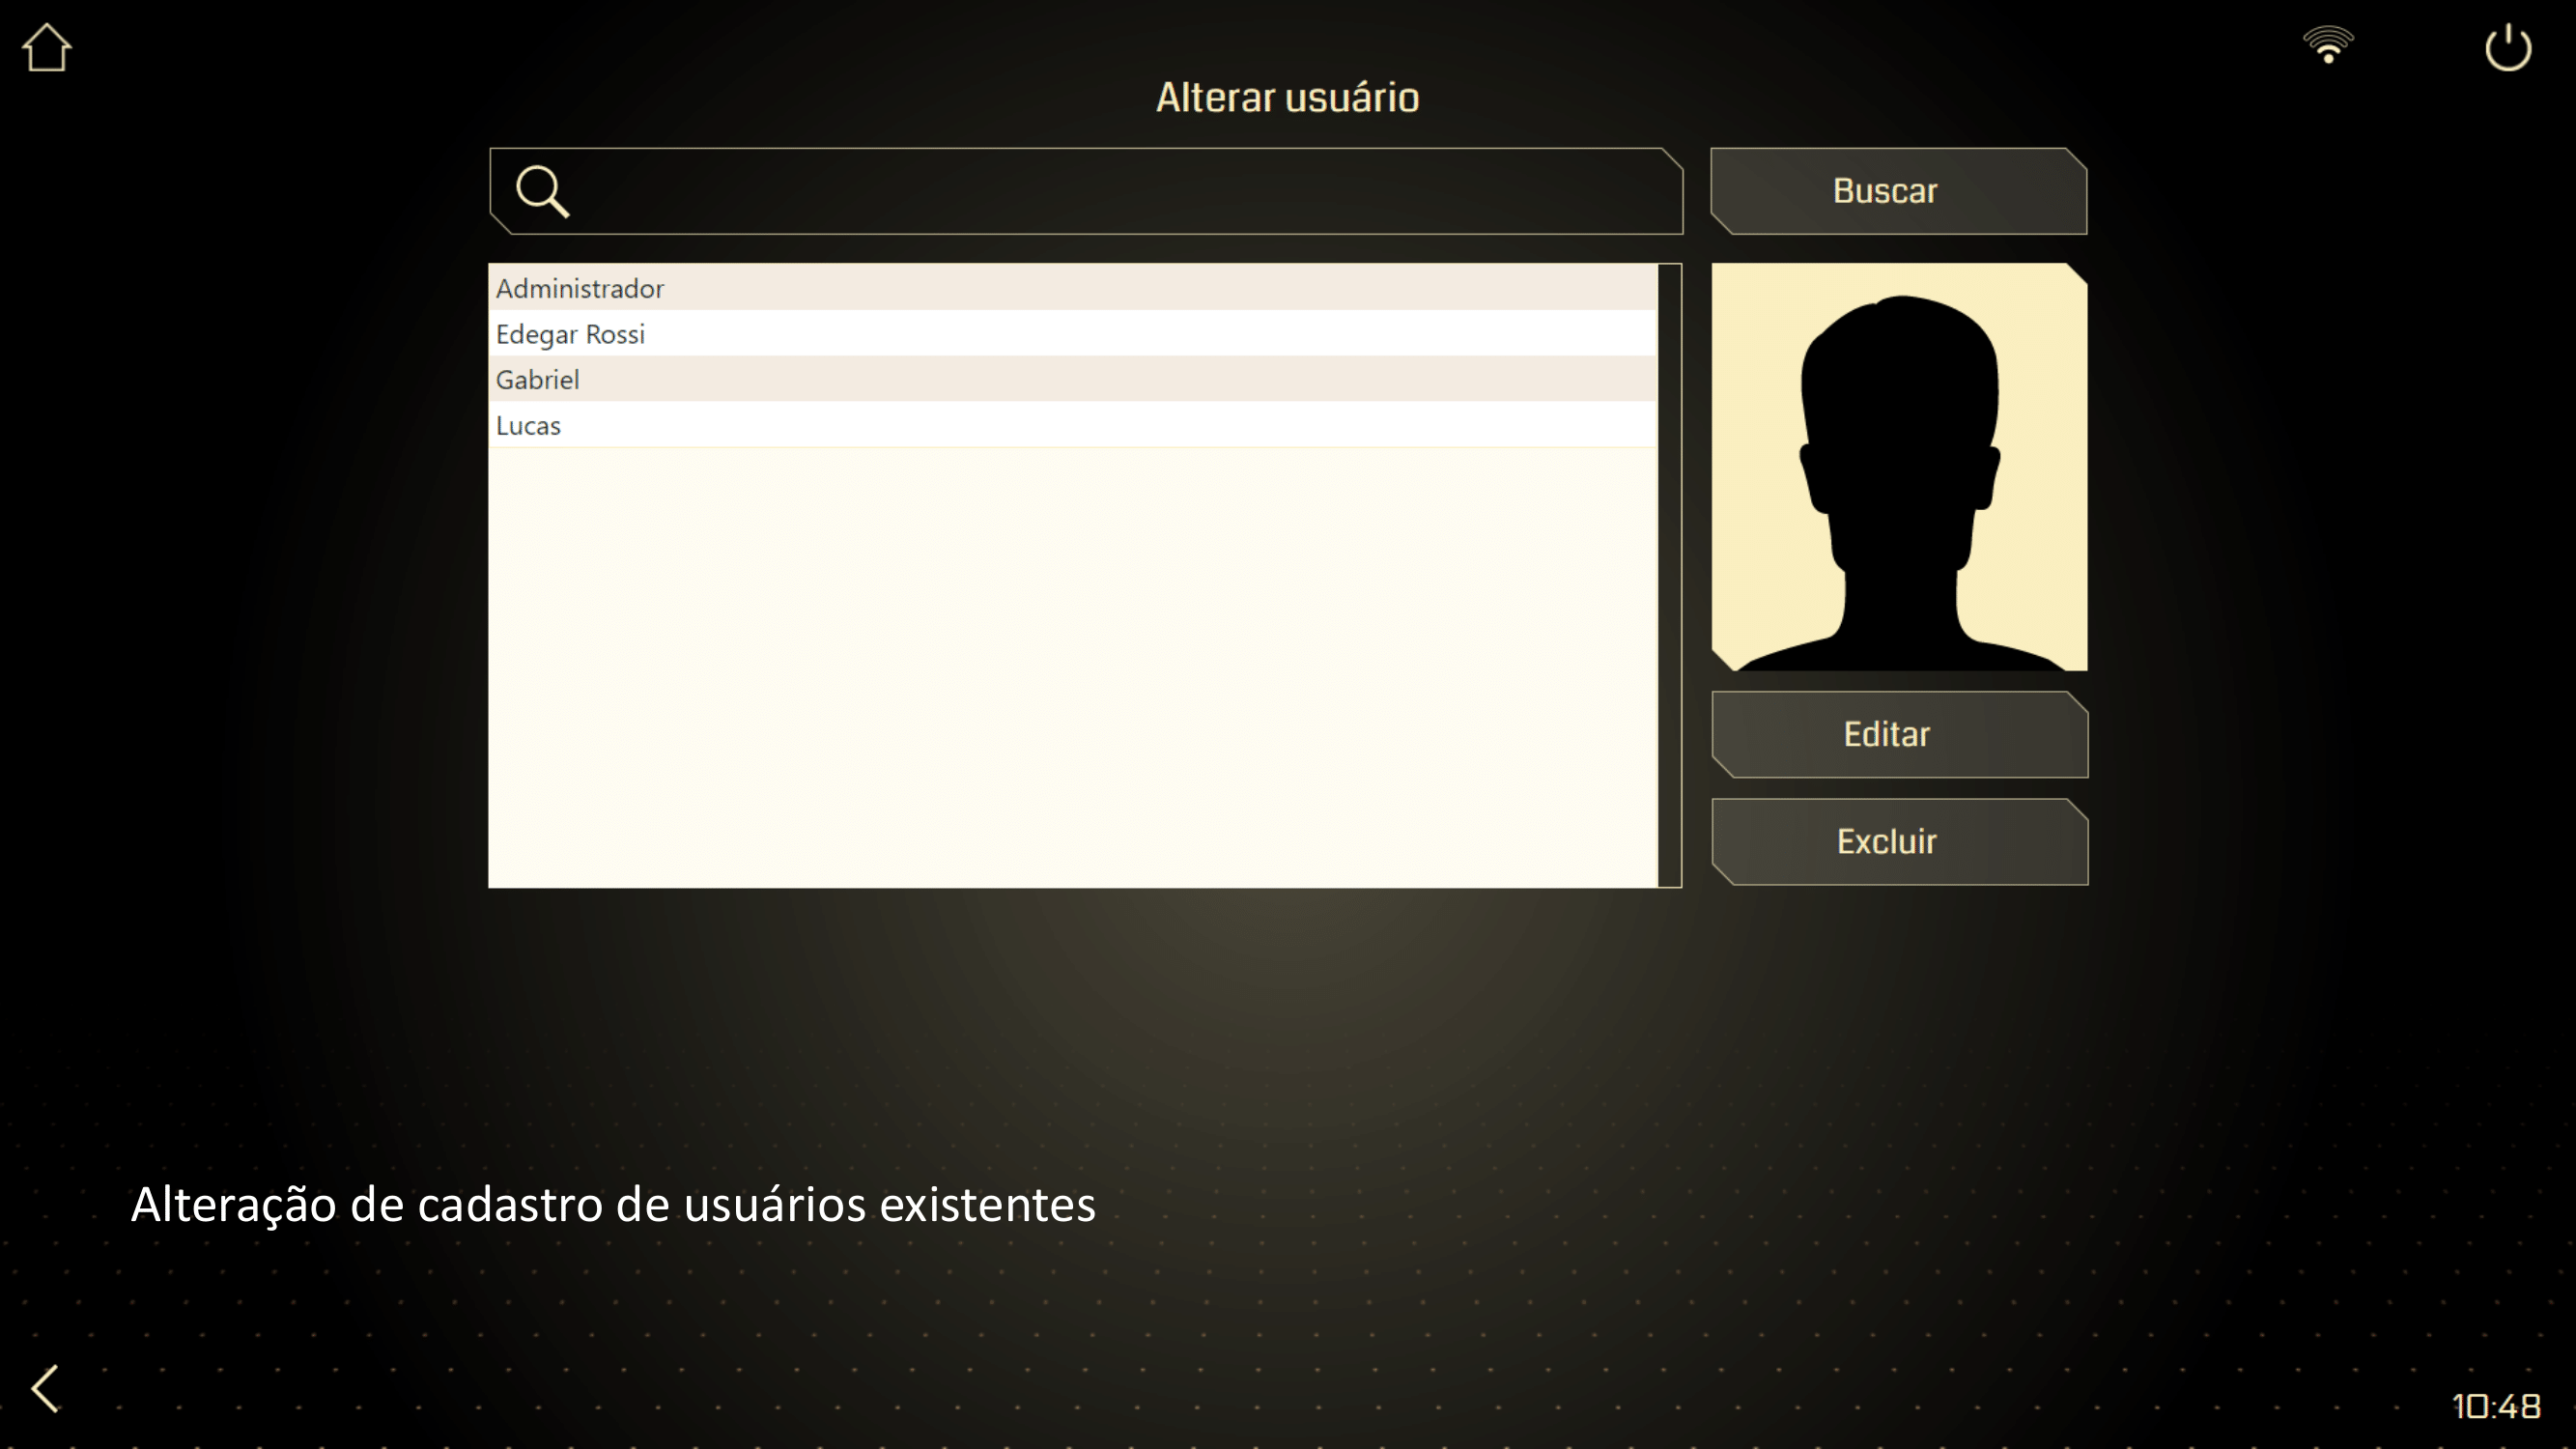 Alterar usuário
Buscar
Administrador
Edegar Rossi
Gabriel
Lucas
Editar
Excluir
Alteração de cadastro de usuários existentes
10:48